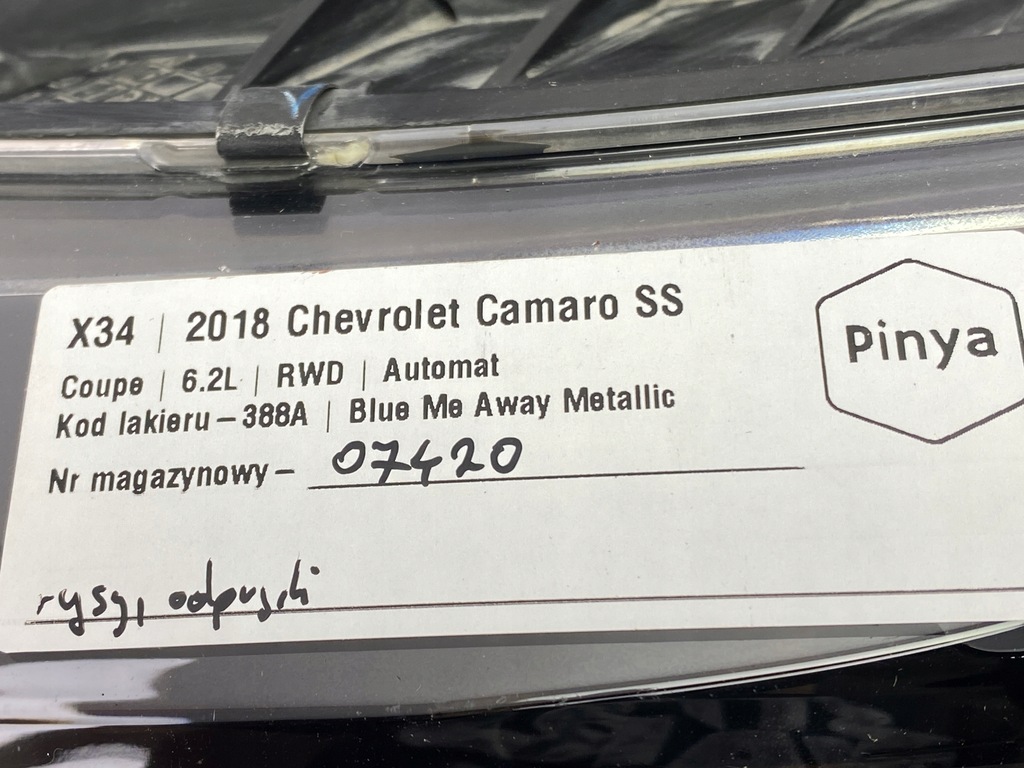 X34 | 2018 Chevrolet Camaro SS
Pinya
Coupe | 6.2L | RWD | Automat
Kod lakieru – 388A | Blue Me Away Metallic
Nr magazynowy – 07420
rysy, odpryski